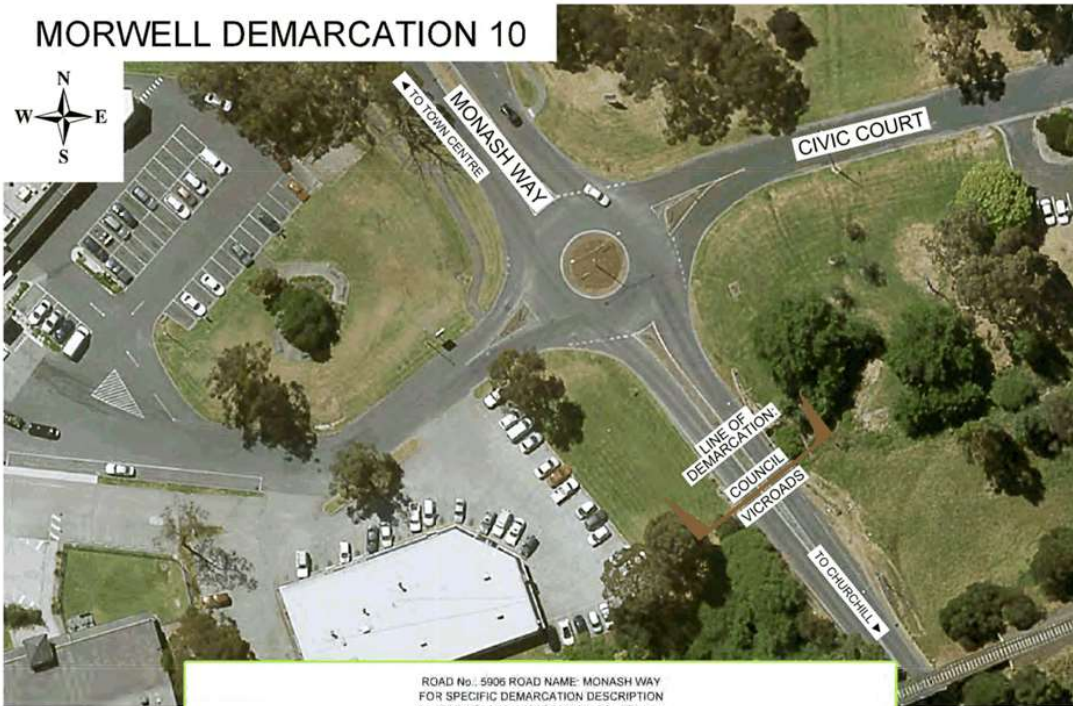 MORWELL DEMARCATION 10
N
W E
S
◄ TO TOWN CENTRE
MONASH WAY
CIVIC COURT
LINE OF
DEMARCATION:
COUNCIL
VICROADS
TO CHURCHILL ►
ROAD No.: 5906 ROAD NAME: MONASH WAY
FOR SPECIFIC DEMARCATION DESCRIPTION